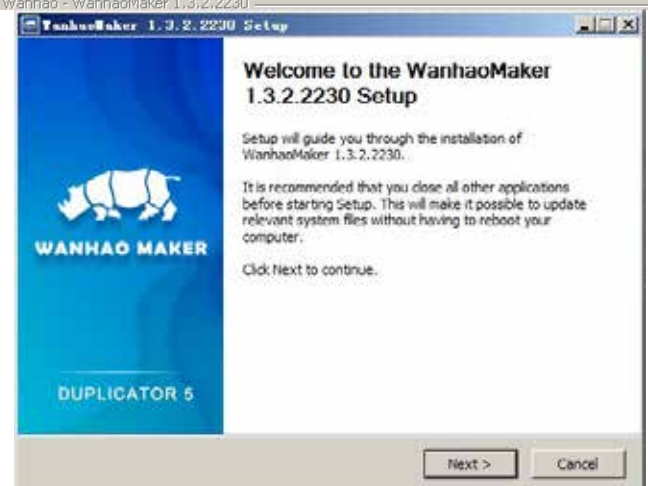 Wanhao - WanhaoMaker 1.3.2.2230
WanhaoMaker 1.3.2.2230 Setup
Welcome to the WanhaoMaker
1.3.2.2230 Setup
Setup will guide you through the installation of
WanhaoMaker 1.3.2.2230.
It is recommended that you close all other applications
before starting Setup. This will make it possible to update
relevant system files without having to reboot your
computer.
Click Next to continue.
WANHAO MAKER
DUPLICATOR 5
Next >
Cancel